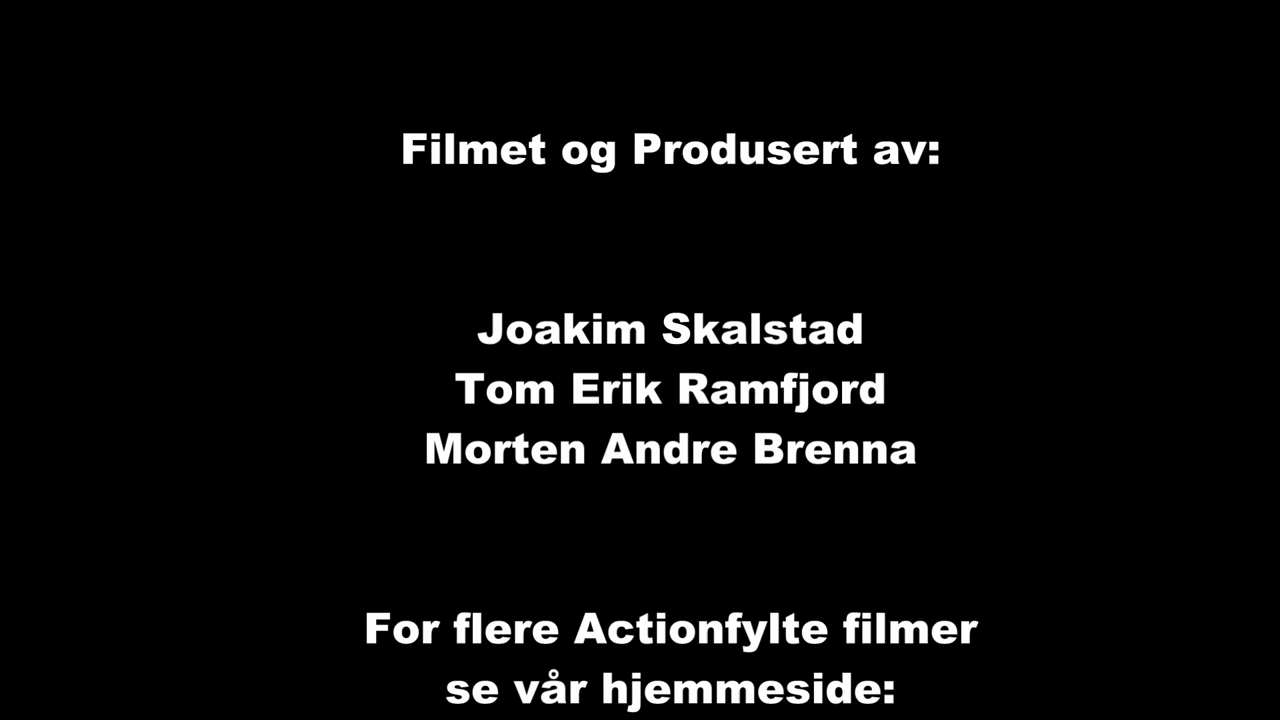 Filmet og Produsert av:
Joakim Skalstad
Tom Erik Ramfjord
Morten Andre Brenna
For flere Actionfylte filmer
se vår hjemmeside: